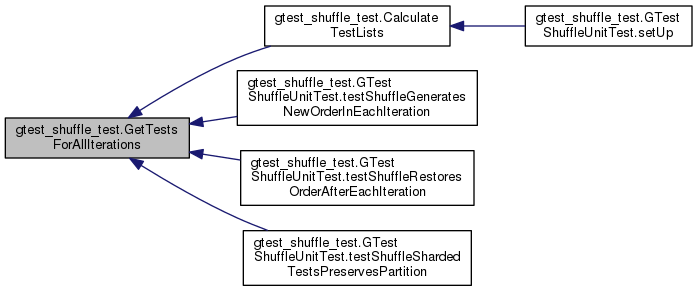 gtest_shuffle_test.Calculate
TestLists
gtest_shuffle_test.GTest
ShuffleUnitTest.setUp
gtest_shuffle_test.GTest
ShuffleUnitTest.testShuffleGenerates
NewOrderInEachIteration
gtest_shuffle_test.GetTests
ForAllIterations
gtest_shuffle_test.GTest
ShuffleUnitTest.testShuffleRestores
OrderAfterEachIteration
gtest_shuffle_test.GTest
ShuffleUnitTest.testShuffleSharded
TestsPreservesPartition